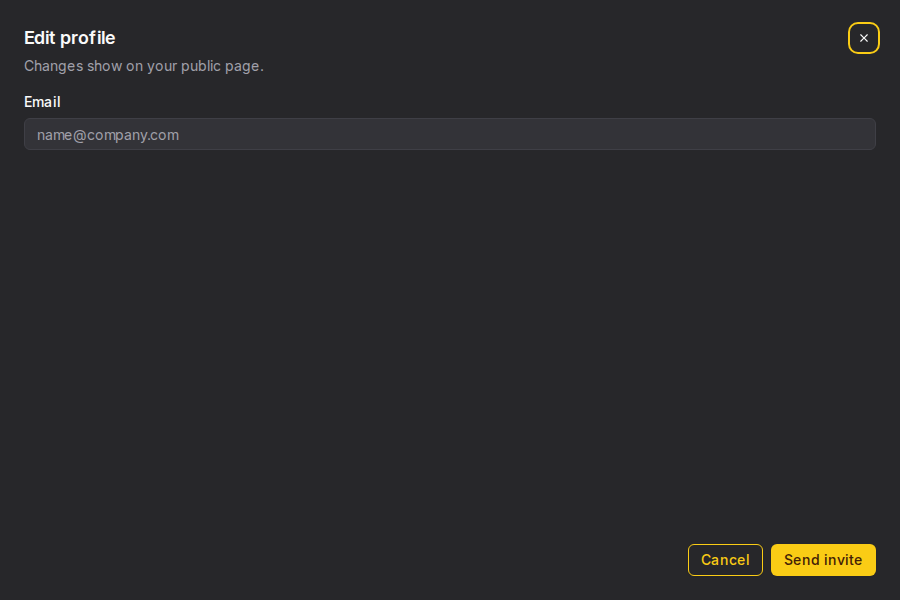 Edit profile
Changes show on your public page.
Email
name@company.com
Cancel
Send invite